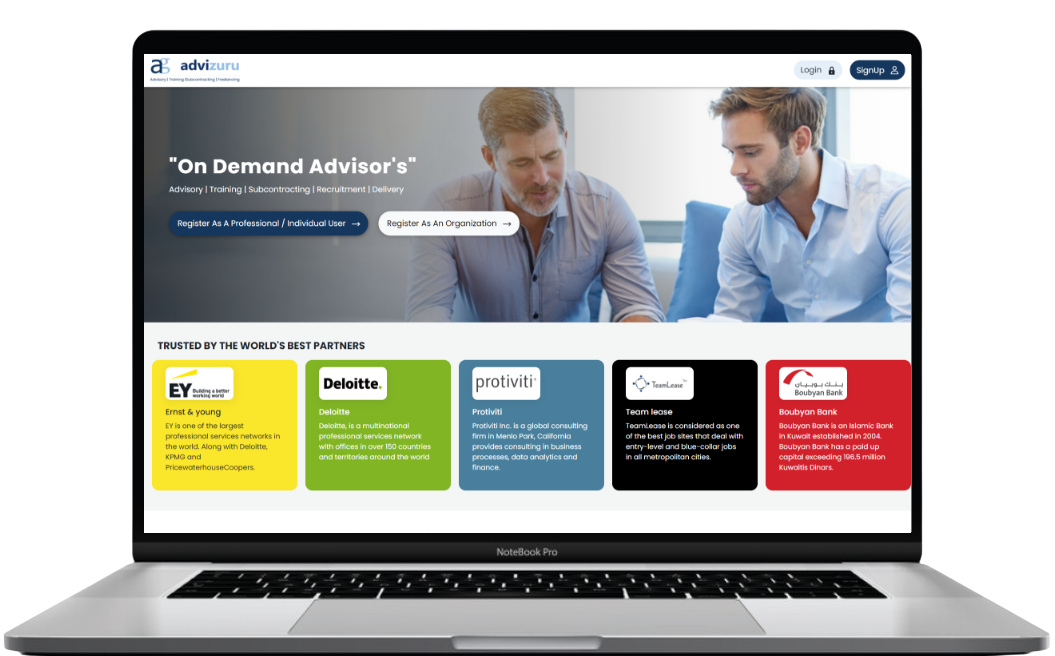 ag advizuru
Advisory | Training |Subcontracting | Freelancing
Login
SignUp
"On Demand Advisor's"
Advisory | Training | Subcontracting | Recruitment | Delivery
Register As A Professional / Individual User →
Register As An Organization →
TRUSTED BY THE WORLD'S BEST PARTNERS
EY Building a better
working world
Ernst & young
EY is one of the largest
professional services networks in
the world. Along with Deloitte,
KPMG and
PricewaterhouseCoopers.
Deloitte.
Deloitte
Deloitte, is a multinational
professional services network
with offices in over 150 countries
and territories around the world
protiviti
Protiviti
Protiviti Inc. is a global consulting
firm in Menlo Park, California
provides consulting in business
processes, data analytics and
finance.
TeamLease
Team lease
TeamLease is considered as one
of the best job sites that deal with
entry-level and blue-collar jobs
in all metropolitan cities.
بنك بوبيان
Boubyan Bank
Boubyan Bank
Boubyan Bank is an Islamic Bank
in Kuwait established in 2004.
Boubyan Bank has a paid up
capital exceeding 196.5 million
Kuwaitis Dinars.
NoteBook Pro